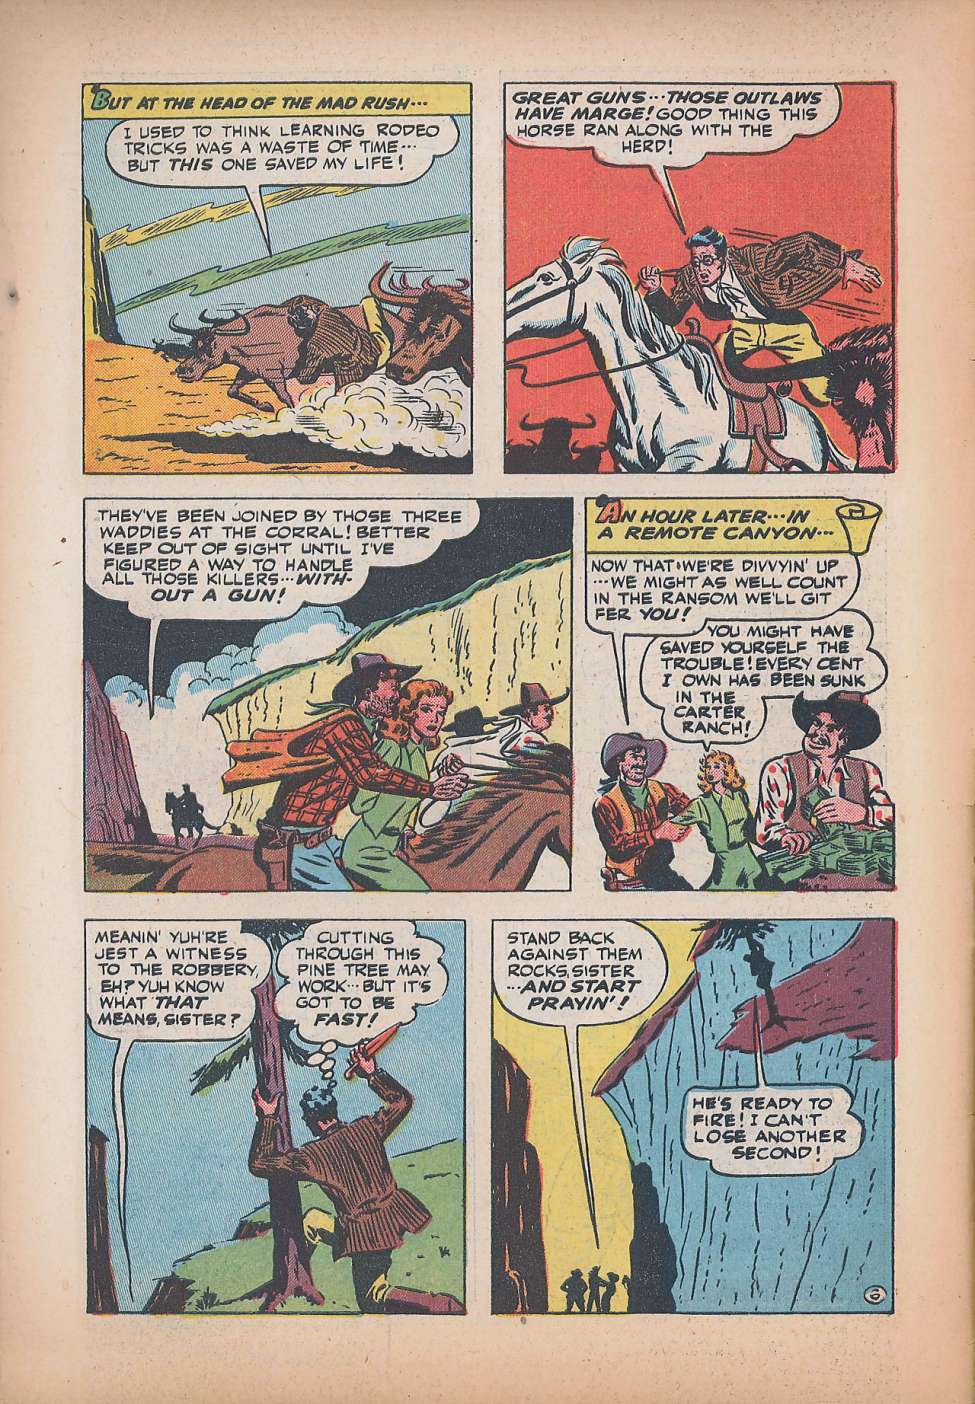 BUT AT THE HEAD OF THE MAD RUSH...
I USED TO THINK LEARNING RODEO
TRICKS WAS A WASTE OF TIME...
BUT THIS ONE SAVED MY LIFE!
GREAT GUNS...THOSE OUTLAWS
HAVE MARGE! GOOD THING THIS
HORSE RAN ALONG WITH THE
HERD!
THEY'VE BEEN JOINED BY THOSE THREE
WADDIES AT THE CORRAL! BETTER
KEEP OUT OF SIGHT UNTIL I'VE
FIGURED A WAY TO HANDLE
ALL THOSE KILLERS...WITH-
OUT A GUN!
AN HOUR LATER...IN
A REMOTE CANYON...
NOW THAT WE'RE DIVVYIN' UP
...WE MIGHT AS WELL COUNT
IN THE RANSOM WE'LL GIT
FER YOU!
YOU MIGHT HAVE
SAVED YOURSELF THE
TROUBLE! EVERY CENT
I OWN HAS BEEN SUNK
IN THE
CARTER
RANCH!
MEANIN' YUH'RE
JEST A WITNESS
TO THE ROBBERY,
EH? YUH KNOW
WHAT THAT
MEANS, SISTER?
CUTTING
THROUGH THIS
PINE TREE MAY
WORK...BUT IT'S
GOT TO BE
FAST!
STAND BACK
AGAINST THEM
ROCKS, SISTER
...AND START
PRAYIN'!
HE'S READY TO
FIRE! I CAN'T
LOSE ANOTHER
SECOND!